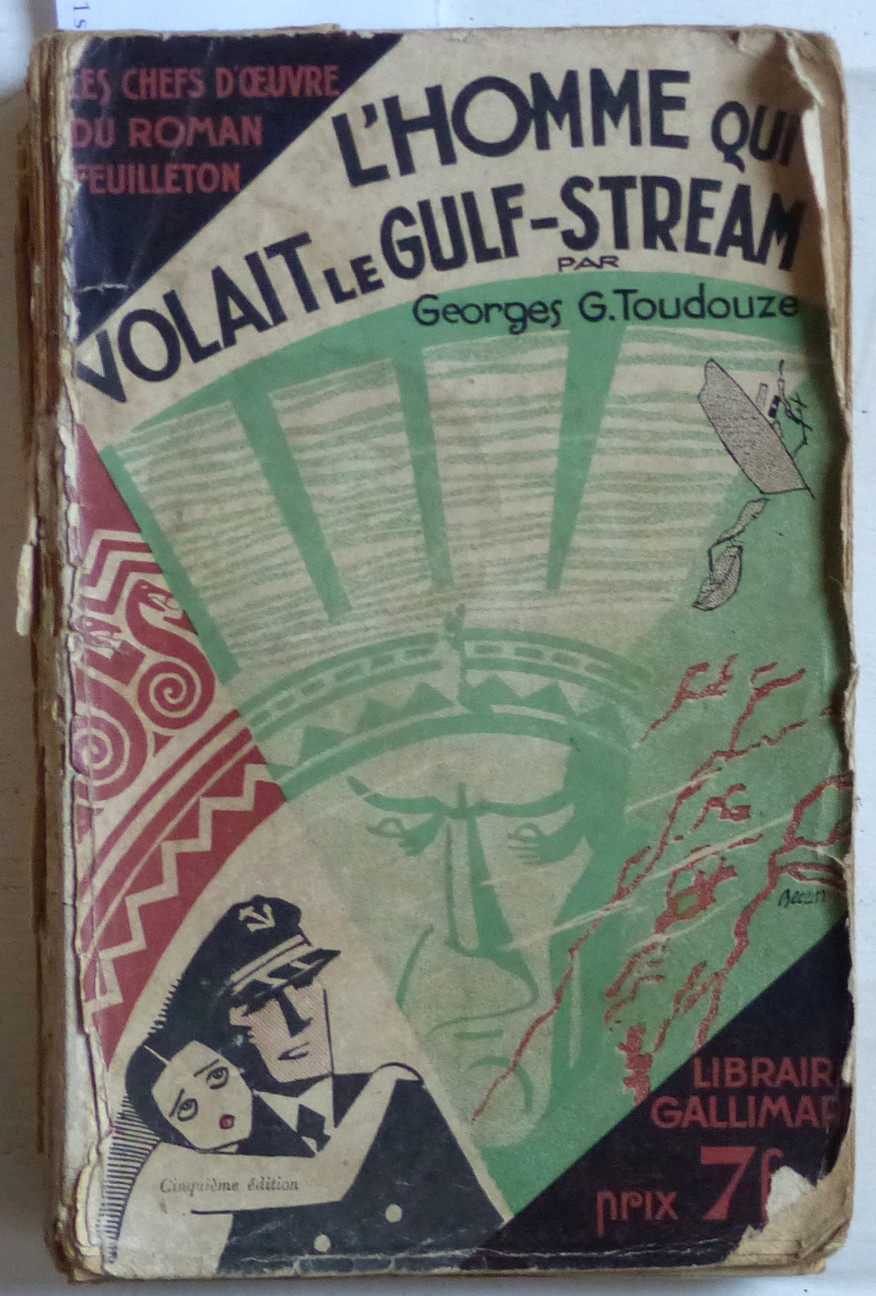 LES CHEFS D'ŒUVRE
DU ROMAN
FEUILLETON
L'HOMME QUI
VOLAIT LE GULF-STREAM
PAR
Georges G. Toudouze
Cinquième édition
LIBRAIR
GALLIMAR
prix 7f